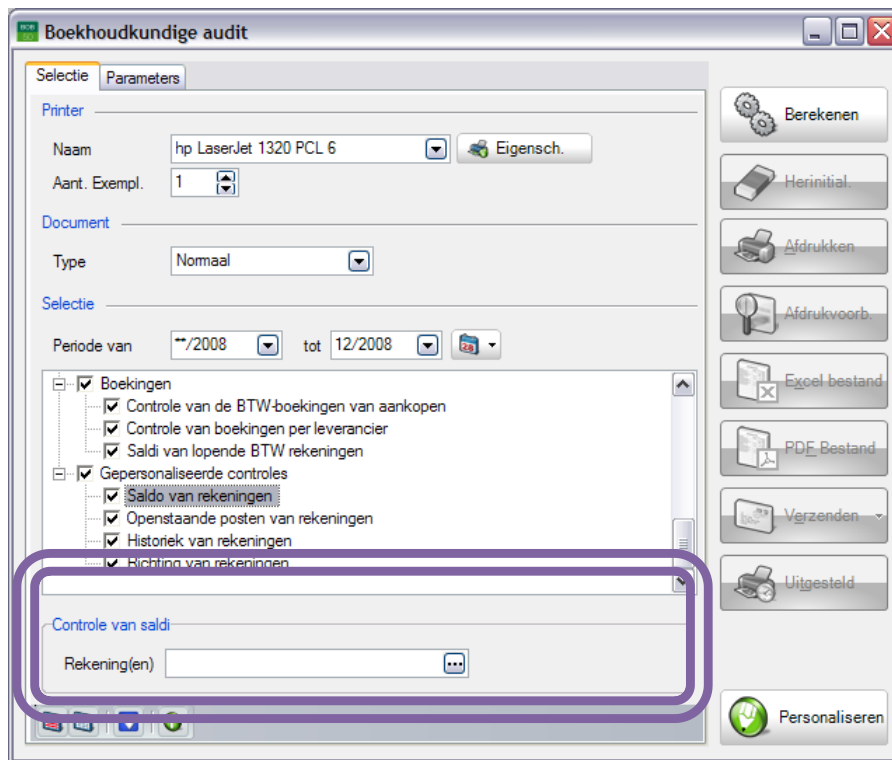 Boekhoudkundige audit
Selectie Parameters
Printer
Naam hp LaserJet 1320 PCL 6 Eigensch.
Aant. Exempl. 1
Document
Type Normaal
Selectie
Periode van **/2008 tot 12/2008
Boekingen
Controle van de BTW-boekingen van aankopen
Controle van boekingen per leverancier
Saldi van lopende BTW rekeningen
Gepersonaliseerde controles
Saldo van rekeningen
Openstaande posten van rekeningen
Historiek van rekeningen
Richting van rekeningen
Controle van saldi
Rekening(en) ...
Berekenen
Herinitial.
Afdrukken
Afdrukvoorb.
Excel bestand
PDF Bestand
Verzenden
Uitgesteld
Personaliseren